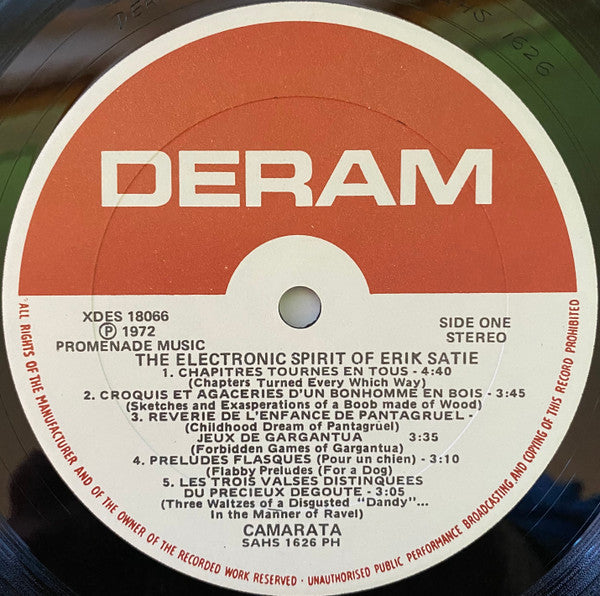 DERAM
XDES 18066
Ⓟ 1972
PROMENADE MUSIC
SIDE ONE
STEREO
THE ELECTRONIC SPIRIT OF ERIK SATIE
1. CHAPITRES TOURNES EN TOUS - 4:40
(Chapters Turned Every Which Way)
2. CROQUIS ET AGACERIES D'UN BONHOMME EN BOIS - 3:45
(Sketches and Exasperations of a Boob made of Wood)
3. REVERIE DE L'ENFANCE DE PANTAGRUEL -
(Childhood Dream of Pantagruel)
JEUX DE GARGANTUA 3:35
(Forbidden Games of Gargantua)
4. PRELUDES FLASQUES (Pour un chien) - 3:10
(Flabby Preludes (For a Dog)
5. LES TROIS VALSES DISTINQUEES
DU PRECIEUX DEGOUTE - 3:05
(Three Waltzes of a Disgusted "Dandy"...
In the Manner of Ravel)
CAMARATA
SAHS 1626 PH
ALL RIGHTS OF THE MANUFACTURER AND OF THE OWNER OF THE RECORDED WORK RESERVED · UNAUTHORISED PUBLIC PERFORMANCE BROADCASTING AND COPYING OF THIS RECORD PROHIBITED
1626